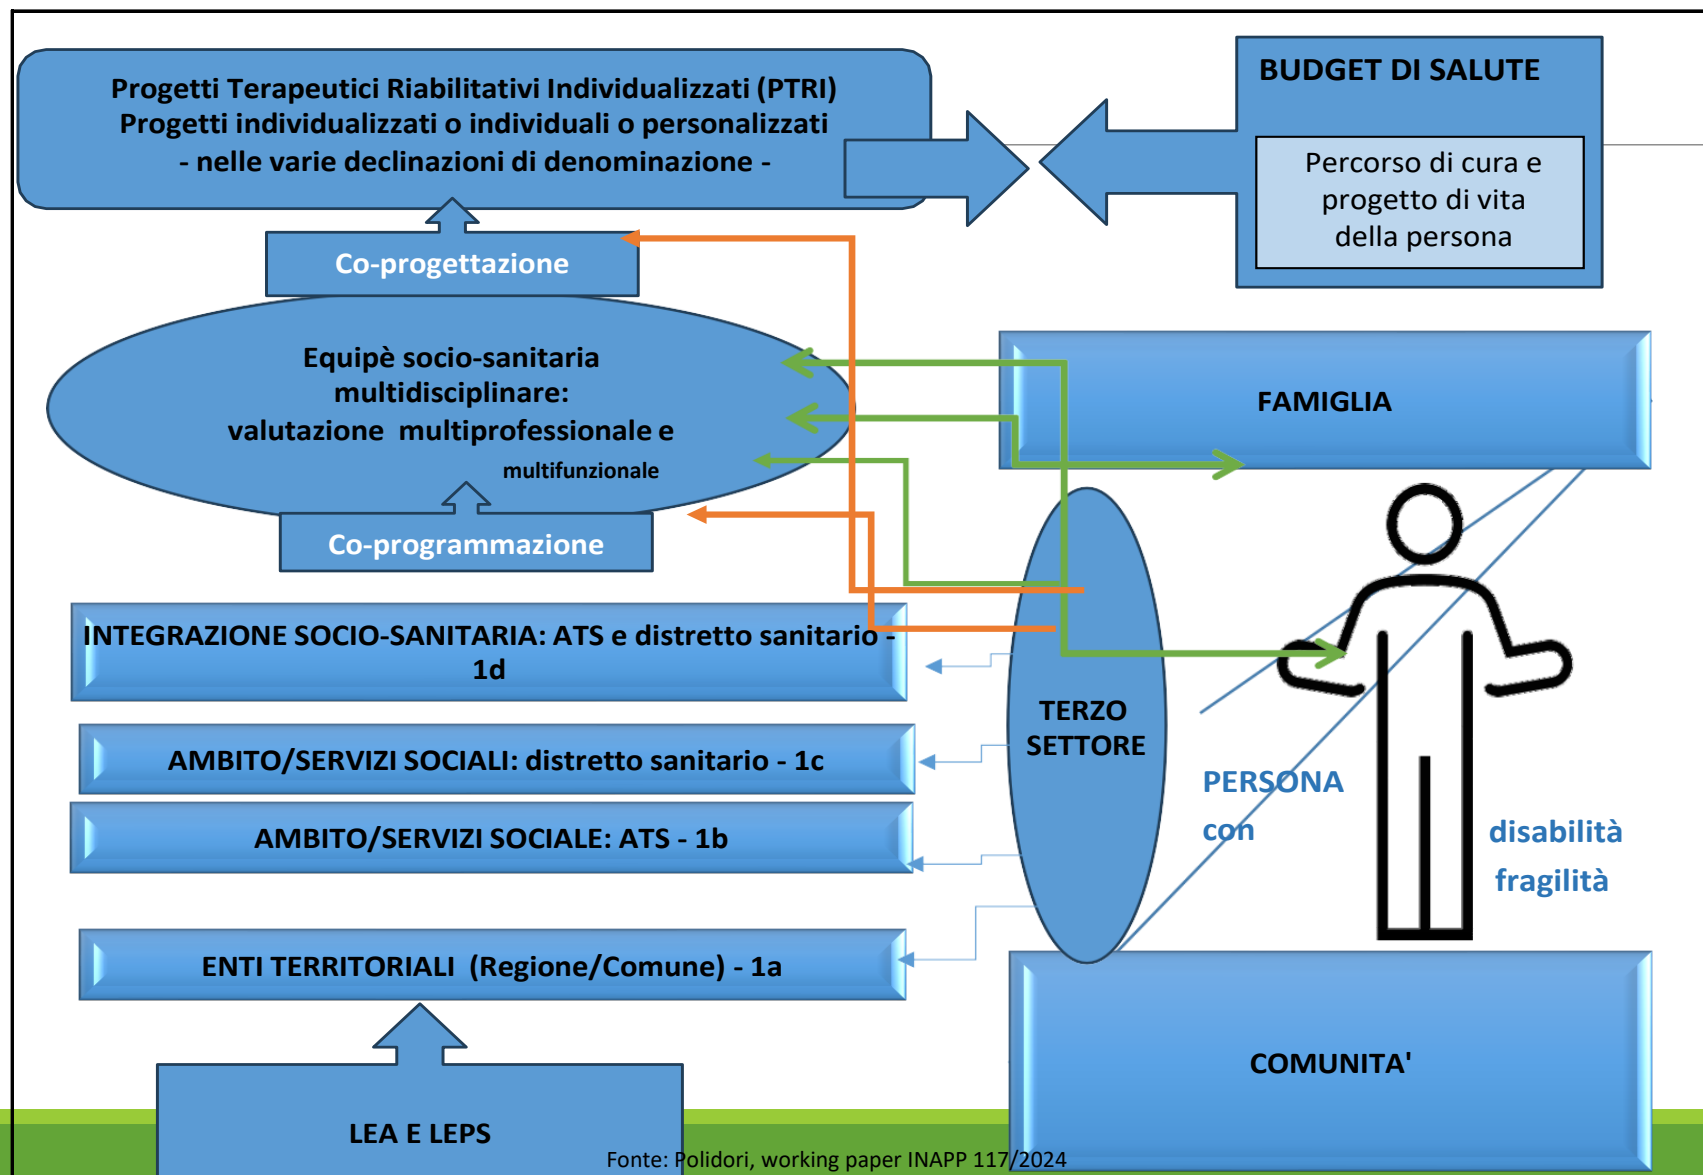 Progetti Terapeutici Riabilitativi Individualizzati (PTRI)
Progetti individualizzati o individuali o personalizzati
- nelle varie declinazioni di denominazione -
BUDGET DI SALUTE
Percorso di cura e
progetto di vita
della persona
Co-progettazione
Equipè socio-sanitaria
multidisciplinare:
valutazione multiprofessionale e
multifunzionale
Co-programmazione
FAMIGLIA
INTEGRAZIONE SOCIO-SANITARIA: ATS e distretto sanitario -
1d
AMBITO/SERVIZI SOCIALI: distretto sanitario - 1c
AMBITO/SERVIZI SOCIALE: ATS - 1b
ENTI TERRITORIALI (Regione/Comune) - 1a
LEA E LEPS
TERZO
SETTORE
PERSONA
con
disabilità
fragilità
COMUNITA'
Fonte: Polidori, working paper INAPP 117/2024